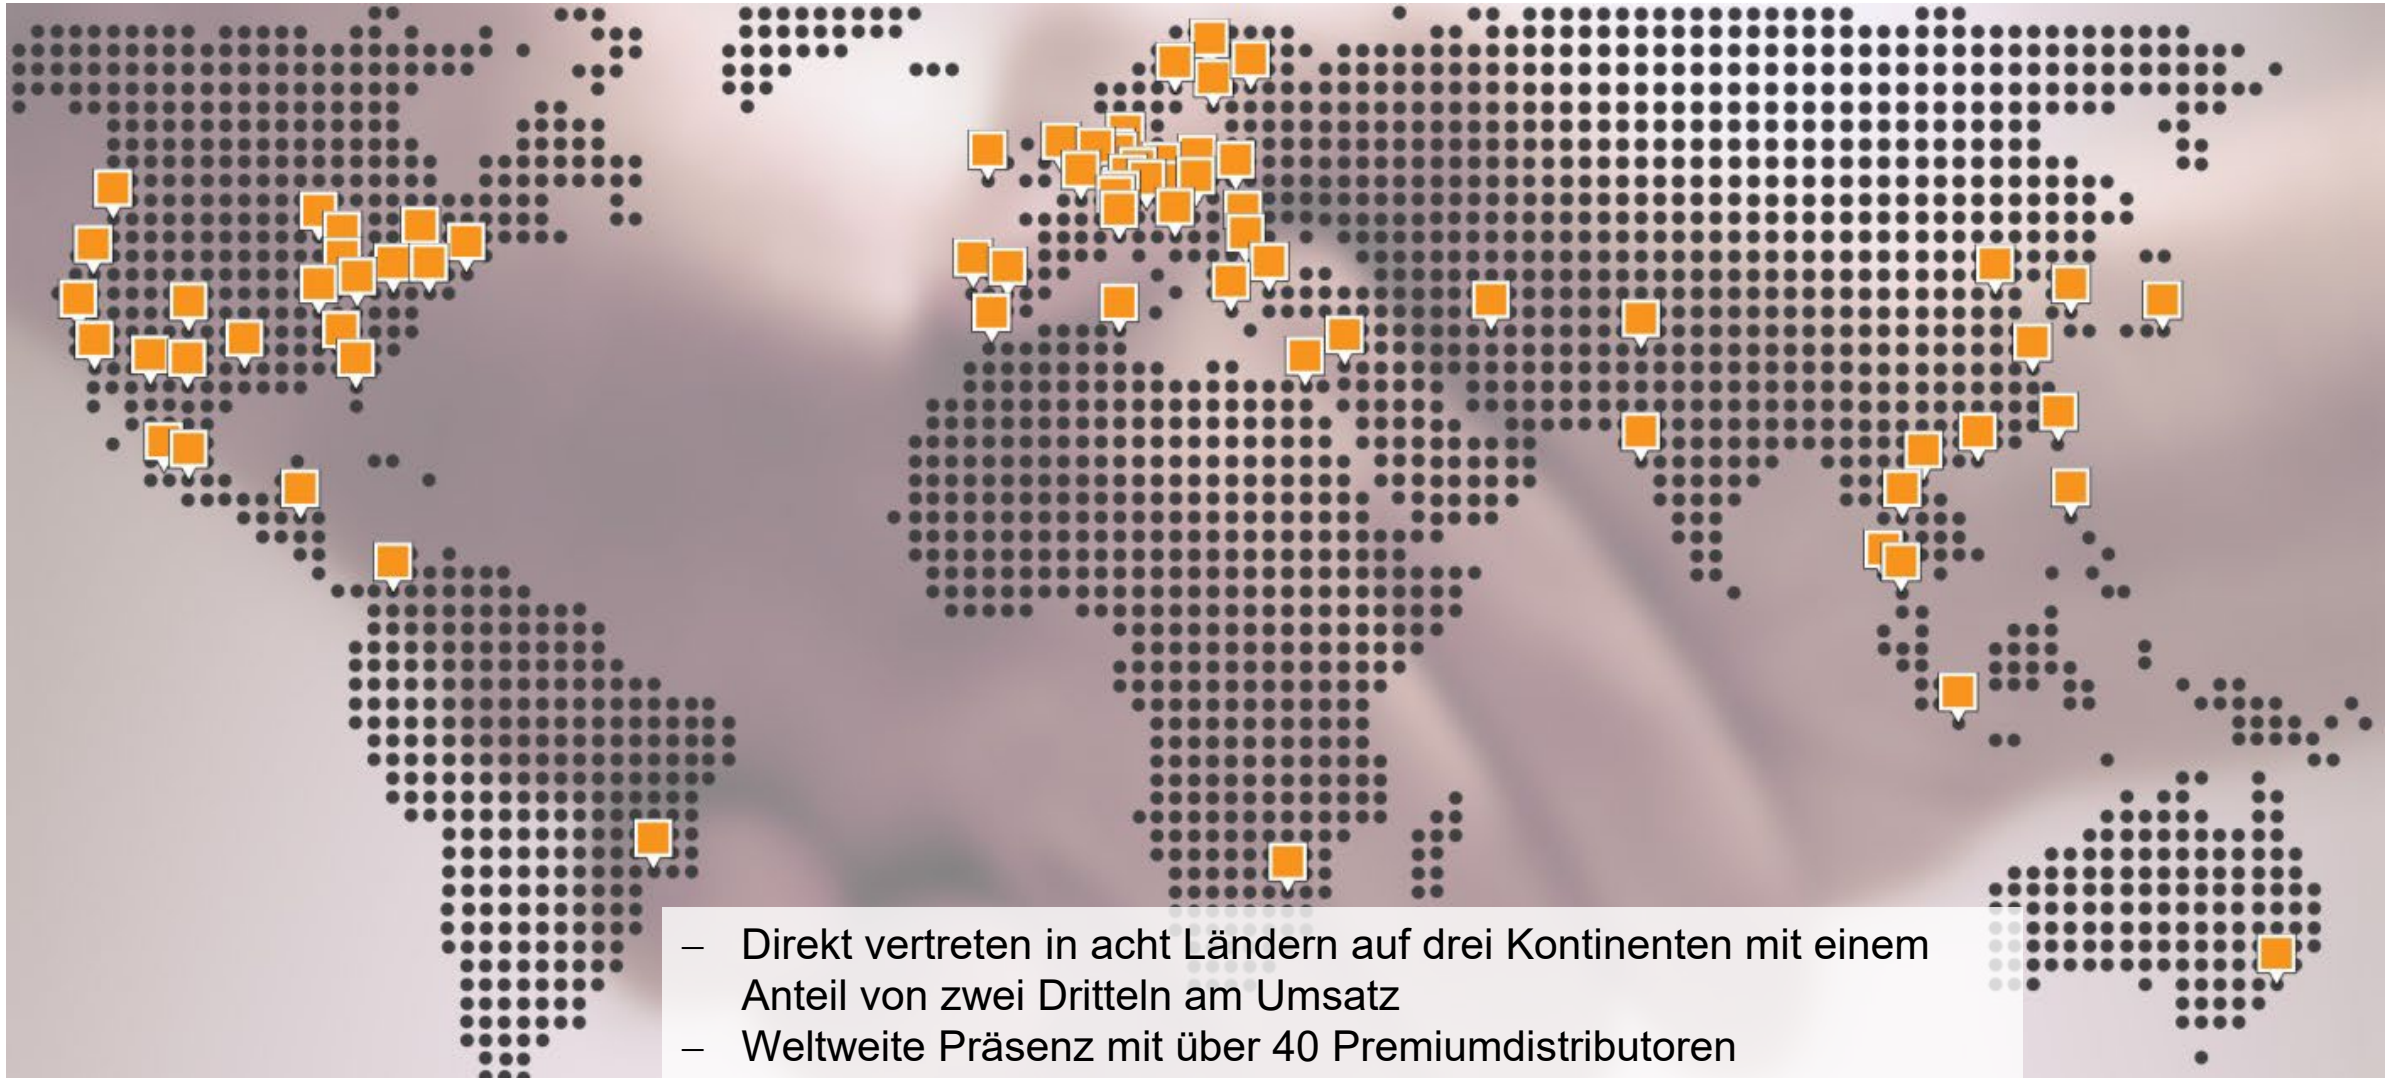 – Direkt vertreten in acht Ländern auf drei Kontinenten mit einem
Anteil von zwei Dritteln am Umsatz
– Weltweite Präsenz mit über 40 Premiumdistributoren